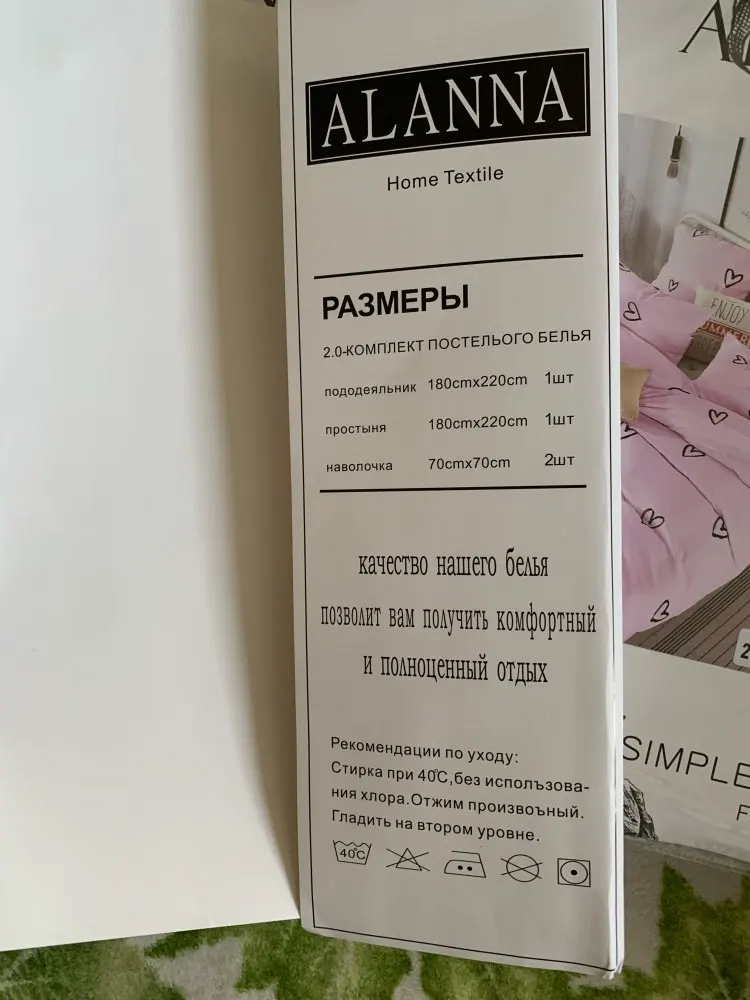 ALANNA
Home Textile
РАЗМЕРЫ
2.0-КОМПЛЕКТ ПОСТЕЛЬОГО БЕЛЬЯ
пододеяльник 180cmx220cm 1шт
простыня 180cmx220cm 1шт
наволочка 70cmx70cm 2шт
качество нашего белья
позволит вам получить комфортный
и полноценный отдых
Рекомендации по уходу:
Стирка при 40℃,без использова-
ния хлора.Отжим произвоъный.
Гладить на втором уровне.
40℃
A
ENJOY
SUMMER
2
SIMPLE
F